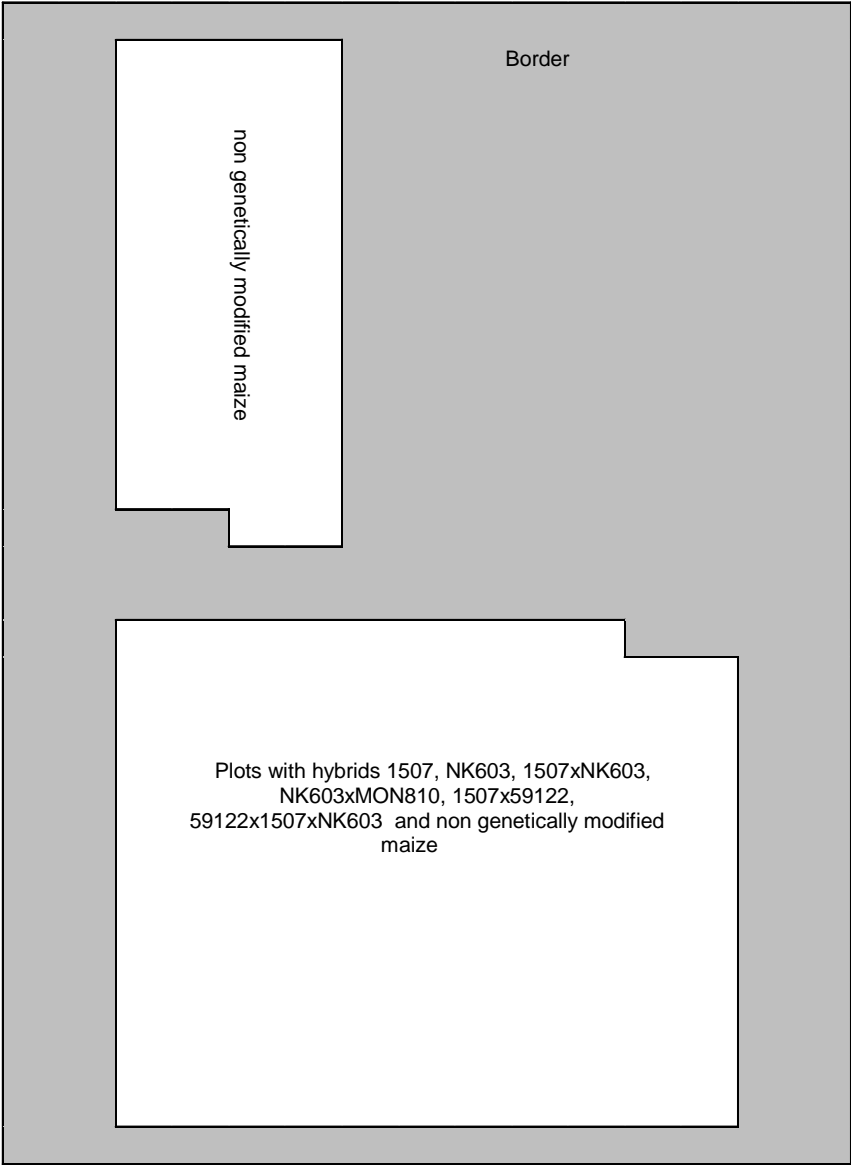 Border
non genetically modified maize
Plots with hybrids 1507, NK603, 1507xNK603,
NK603xMON810, 1507x59122,
59122x1507xNK603  and non genetically modified
maize